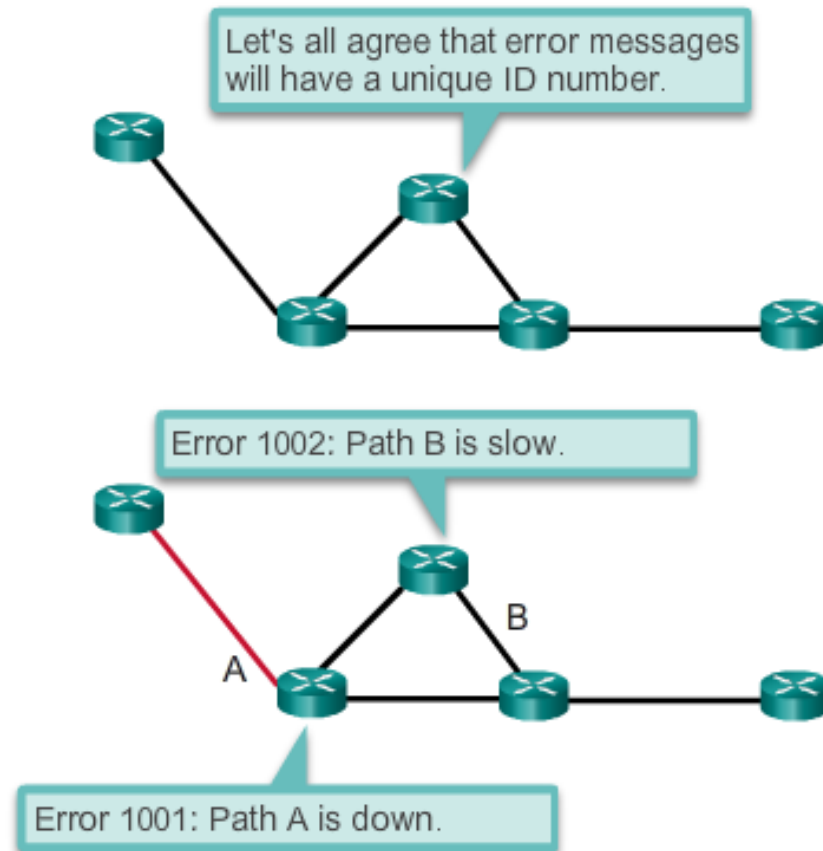 Let's all agree that error messages
will have a unique ID number.
Error 1002: Path B is slow.
B
A
Error 1001: Path A is down.